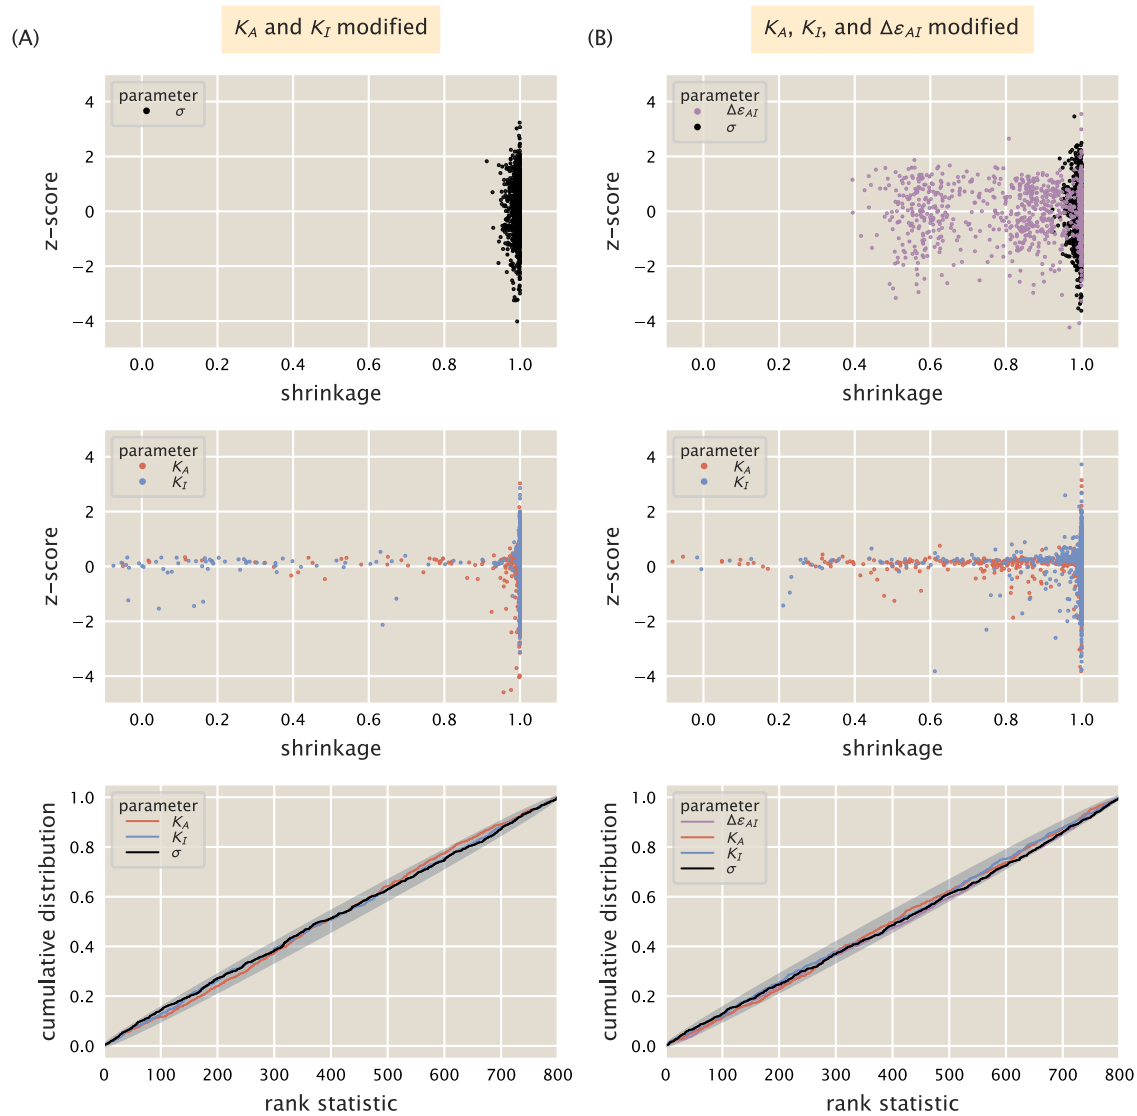 (A)
K_A and K_I modified
(B)
K_A, K_I, and Δε_AI modified
parameter
σ
4
2
0
−2
−4
z-score
0.0 0.2 0.4 0.6 0.8 1.0
shrinkage
parameter
Δε_AI
σ
4
2
0
−2
−4
z-score
0.0 0.2 0.4 0.6 0.8 1.0
shrinkage
parameter
K_A
K_I
4
2
0
−2
−4
z-score
0.0 0.2 0.4 0.6 0.8 1.0
shrinkage
parameter
K_A
K_I
4
2
0
−2
−4
z-score
0.0 0.2 0.4 0.6 0.8 1.0
shrinkage
parameter
K_A
K_I
σ
1.0
0.8
0.6
0.4
0.2
0.0
cumulative distribution
0 100 200 300 400 500 600 700 800
rank statistic
parameter
Δε_AI
K_A
K_I
σ
1.0
0.8
0.6
0.4
0.2
0.0
cumulative distribution
0 100 200 300 400 500 600 700 800
rank statistic